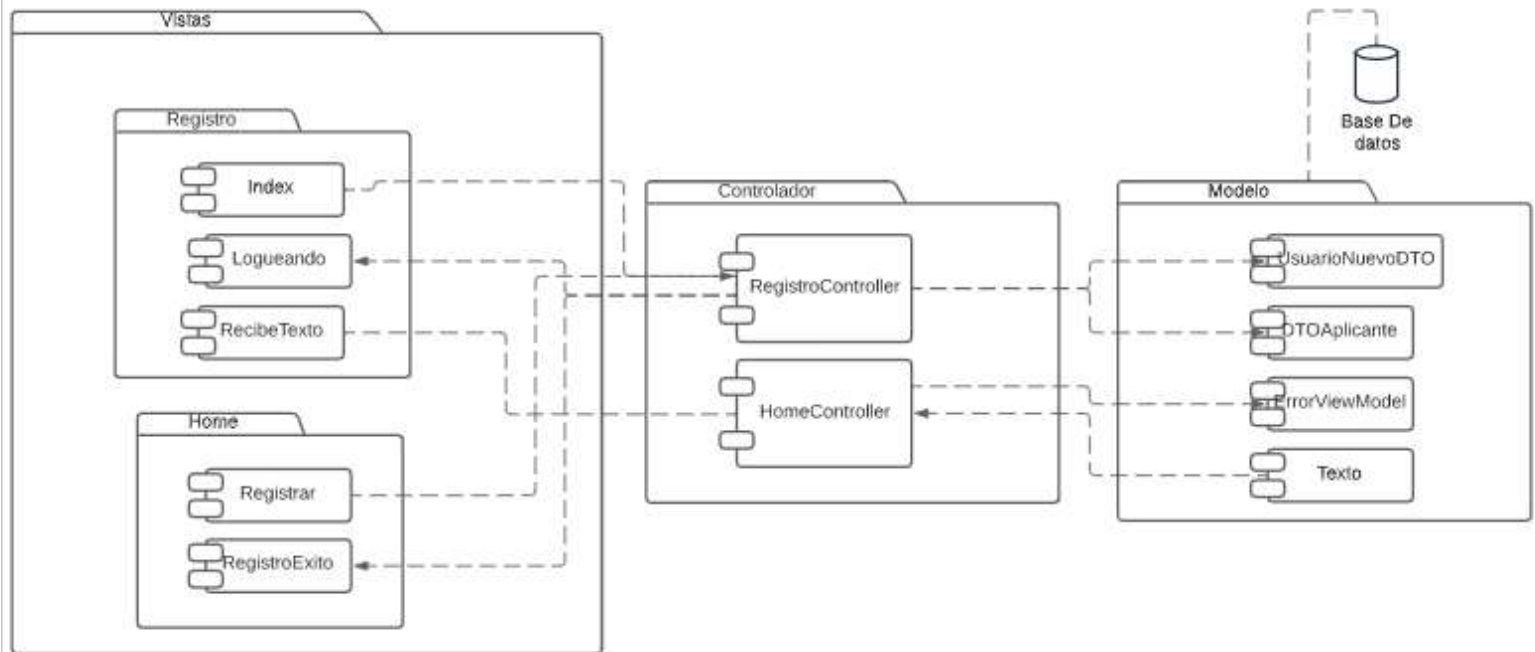 Vistas
Registro
Index
Logueando
RecibeTexto
Home
Registrar
RegistroExito
Controlador
RegistroController
HomeController
Base De
datos
Modelo
UsuarioNuevoDTO
DTOAplicante
ErrorViewModel
Texto